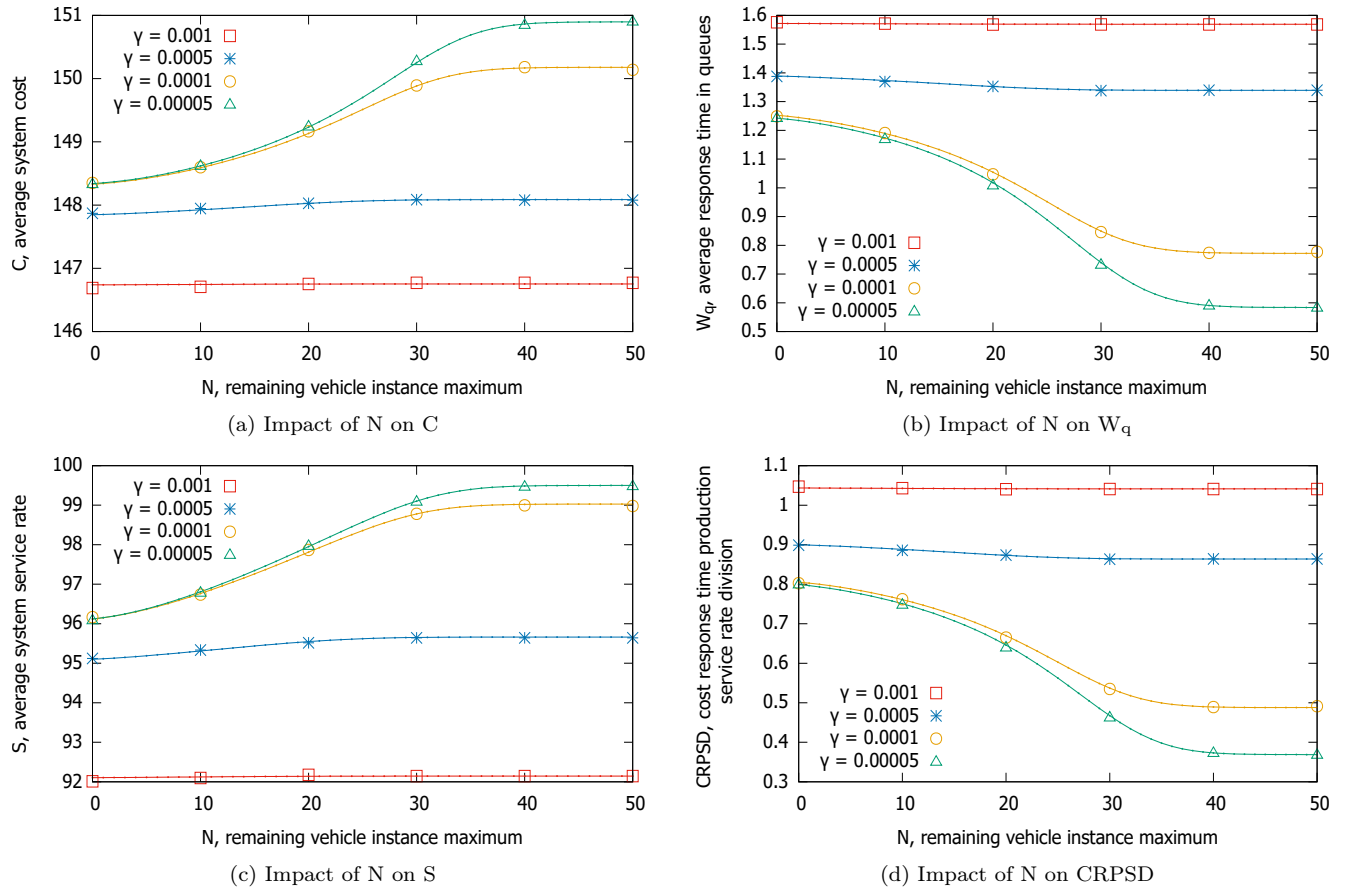 C, average system cost
151
150
149
148
147
146
γ = 0.001
γ = 0.0005
γ = 0.0001
γ = 0.00005
0 10 20 30 40 50
N, remaining vehicle instance maximum
(a) Impact of N on C
Wq, average response time in queues
1.6
1.5
1.4
1.3
1.2
1.1
1
0.9
0.8
0.7
0.6
0.5
γ = 0.001
γ = 0.0005
γ = 0.0001
γ = 0.00005
0 10 20 30 40 50
N, remaining vehicle instance maximum
(b) Impact of N on Wq
S, average system service rate
100
99
98
97
96
95
94
93
92
γ = 0.001
γ = 0.0005
γ = 0.0001
γ = 0.00005
0 10 20 30 40 50
N, remaining vehicle instance maximum
(c) Impact of N on S
CRPSD, cost response time production
service rate division
1.1
1
0.9
0.8
0.7
0.6
0.5
0.4
0.3
γ = 0.001
γ = 0.0005
γ = 0.0001
γ = 0.00005
0 10 20 30 40 50
N, remaining vehicle instance maximum
(d) Impact of N on CRPSD